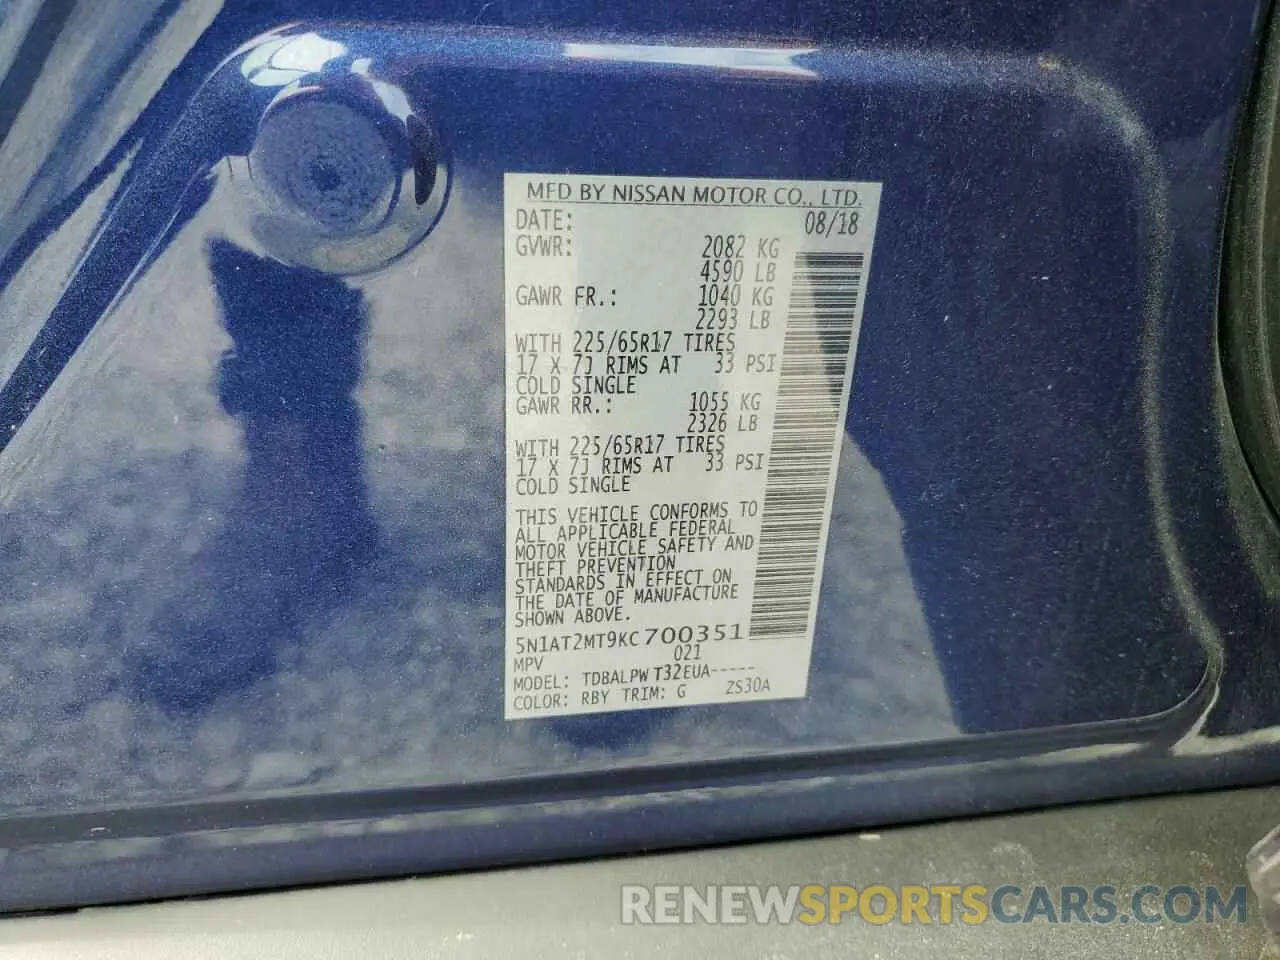 MFD BY NISSAN MOTOR CO., LTD.
DATE: 08/18
GVWR: 2082 KG
4590 LB
GAWR FR.: 1040 KG
2293 LB
WITH 225/65R17 TIRES
17 X 7J RIMS AT 33 PSI
COLD SINGLE
GAWR RR.: 1055 KG
2326 LB
WITH 225/65R17 TIRES
17 X 7J RIMS AT 33 PSI
COLD SINGLE
THIS VEHICLE CONFORMS TO
ALL APPLICABLE FEDERAL
MOTOR VEHICLE SAFETY AND
THEFT PREVENTION
STANDARDS IN EFFECT ON
THE DATE OF MANUFACTURE
SHOWN ABOVE.
5N1AT2MT9KC700351
MPV 021
MODEL: TDBALPWT32EUA-----
COLOR: RBY TRIM: G ZS30A
RENEWSPORTSCARS.COM